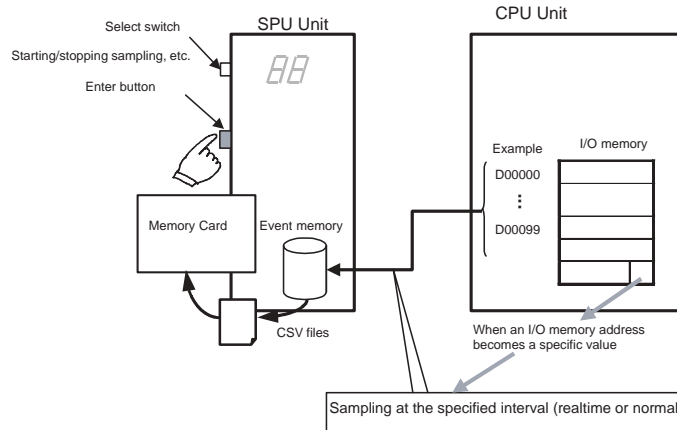 SPU Unit
CPU Unit
Select switch
Starting/stopping sampling, etc.
Enter button
88
Example
I/O memory
D00000
D00099
Memory Card
Event memory
CSV files
When an I/O memory address
becomes a specific value
Sampling at the specified interval (realtime or normal